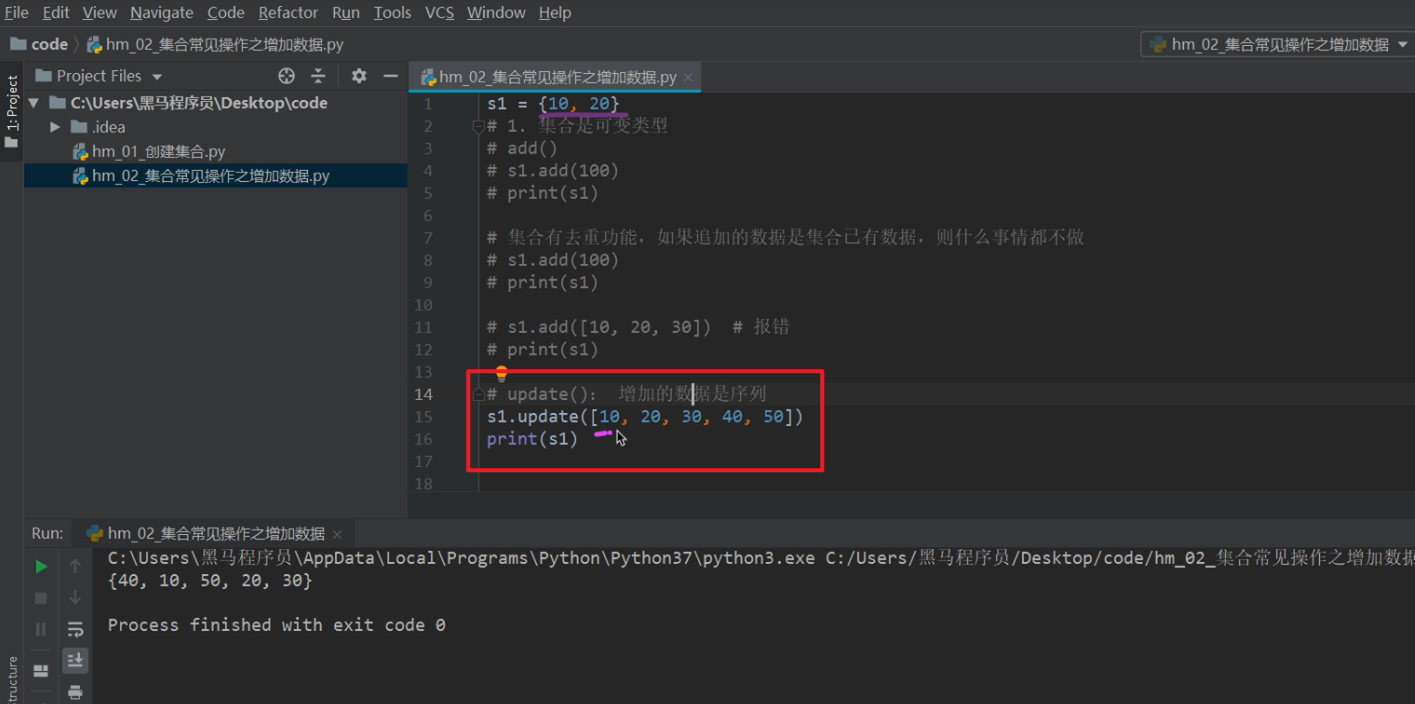 File Edit View Navigate Code Refactor Run Tools VCS Window Help
code hm_02_集合常见操作之增加数据.py hm_02_集合常见操作之增加数据
1: Project
Project Files hm_02_集合常见操作之增加数据.py
C:\Users\黑马程序员\Desktop\code
.idea
hm_01_创建集合.py
hm_02_集合常见操作之增加数据.py
1 s1 = {10, 20}
2 # 1. 集合是可变类型
3 # add()
4 # s1.add(100)
5 # print(s1)
6
7 # 集合有去重功能，如果追加的数据是集合已有数据，则什么事情都不做
8 # s1.add(100)
9 # print(s1)
10
11 # s1.add([10, 20, 30]) # 报错
12 # print(s1)
13
14 # update()： 增加的数据是序列
15 s1.update([10, 20, 30, 40, 50])
16 print(s1)
17
18
Run: hm_02_集合常见操作之增加数据
C:\Users\黑马程序员\AppData\Local\Programs\Python\Python37\python3.exe C:/Users/黑马程序员/Desktop/code/hm_02_集合常见操作之增加数据
{40, 10, 50, 20, 30}
Process finished with exit code 0